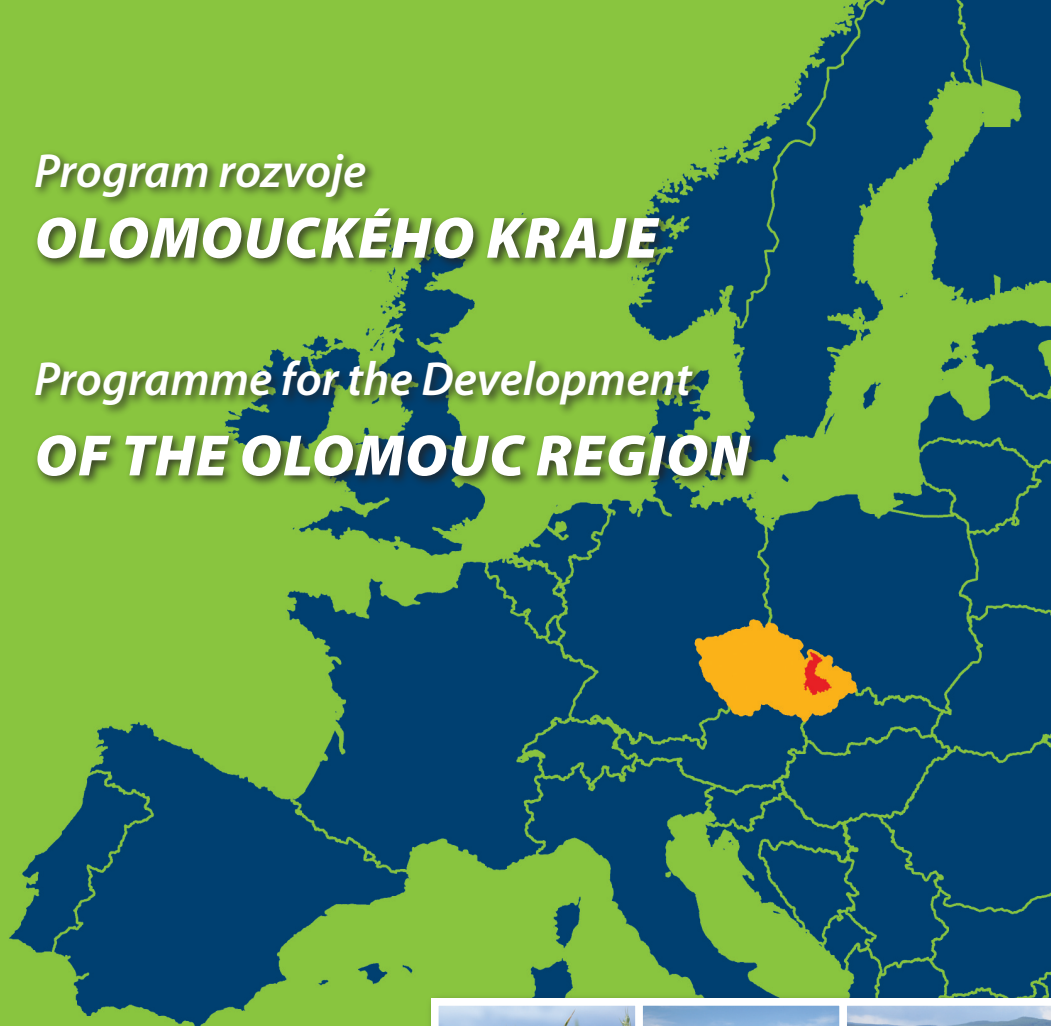 Program rozvoje
OLOMOUCKÉHO KRAJE
Programme for the Development
OF THE OLOMOUC REGION